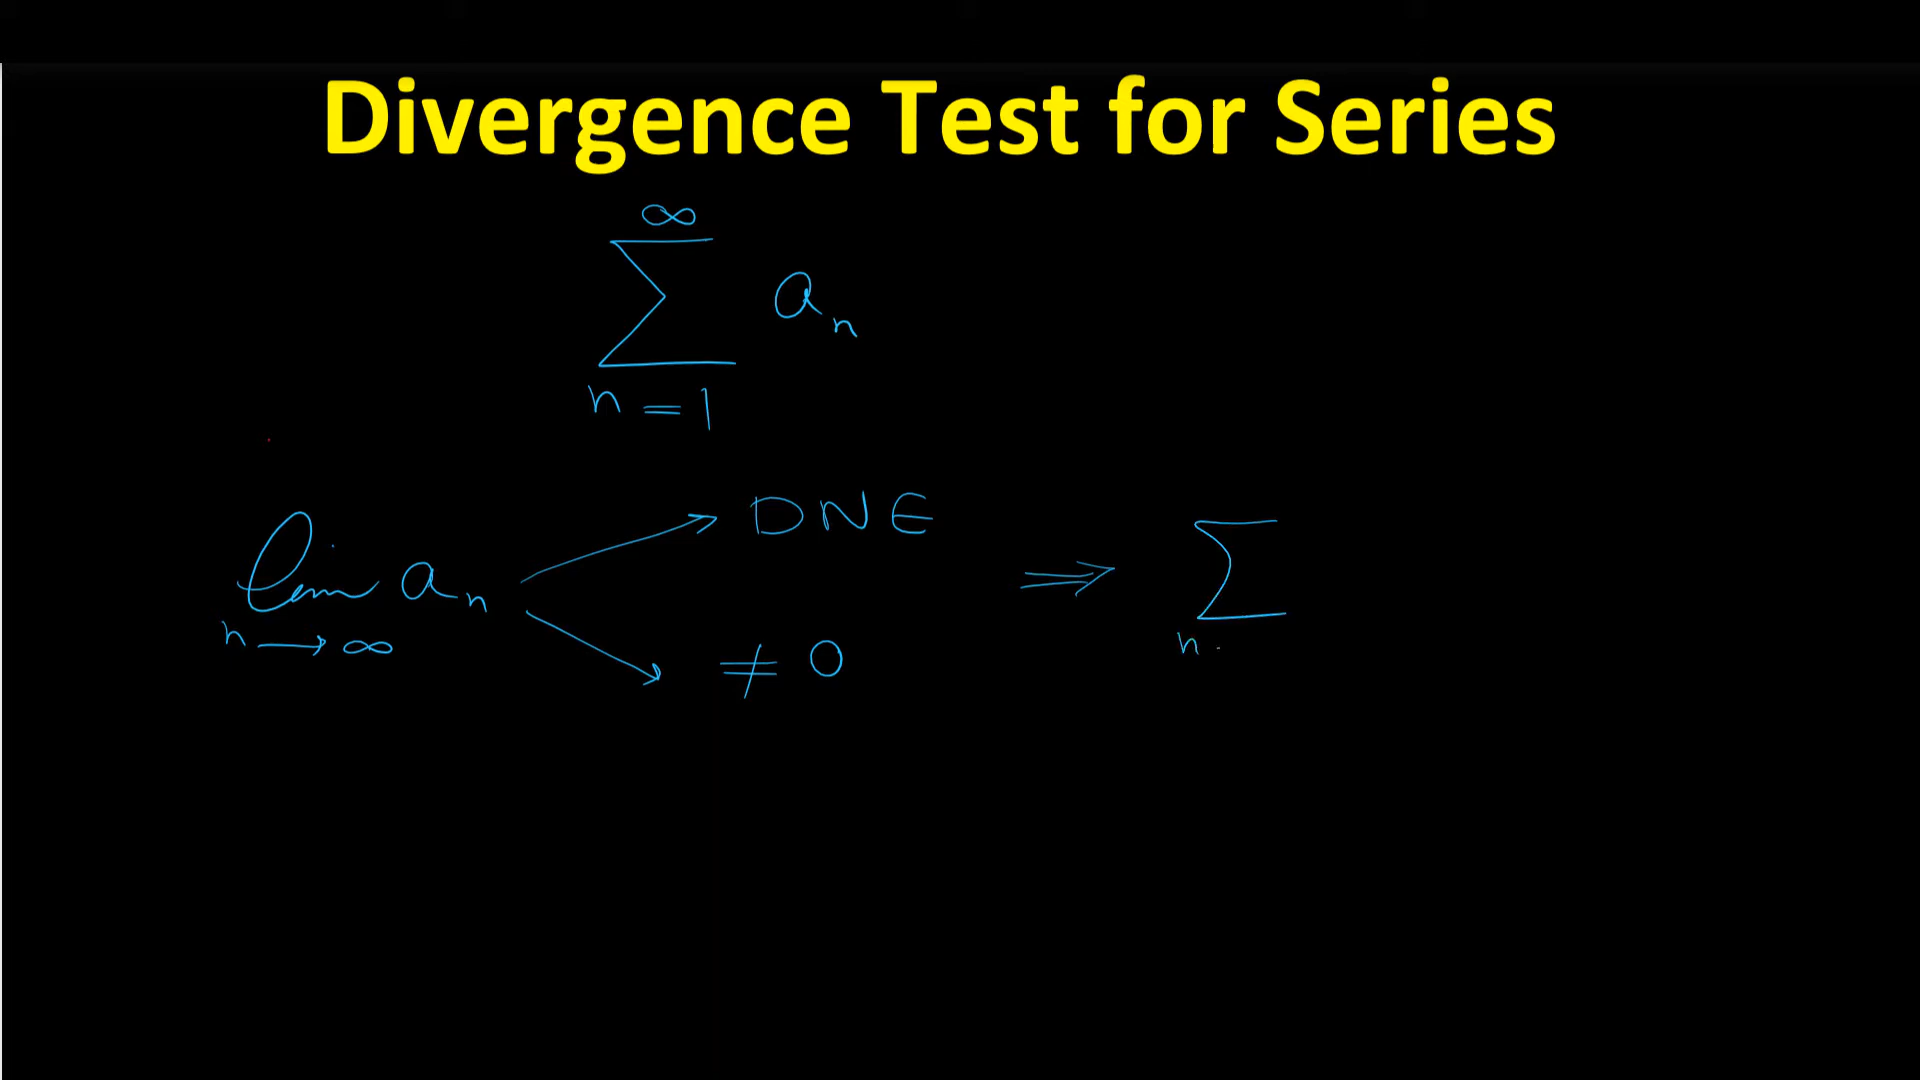 Divergence Test for Series
∞
∑ aₙ
n = 1
lim aₙ → DNE ⇒ ∑
n → ∞ → ≠ 0 n